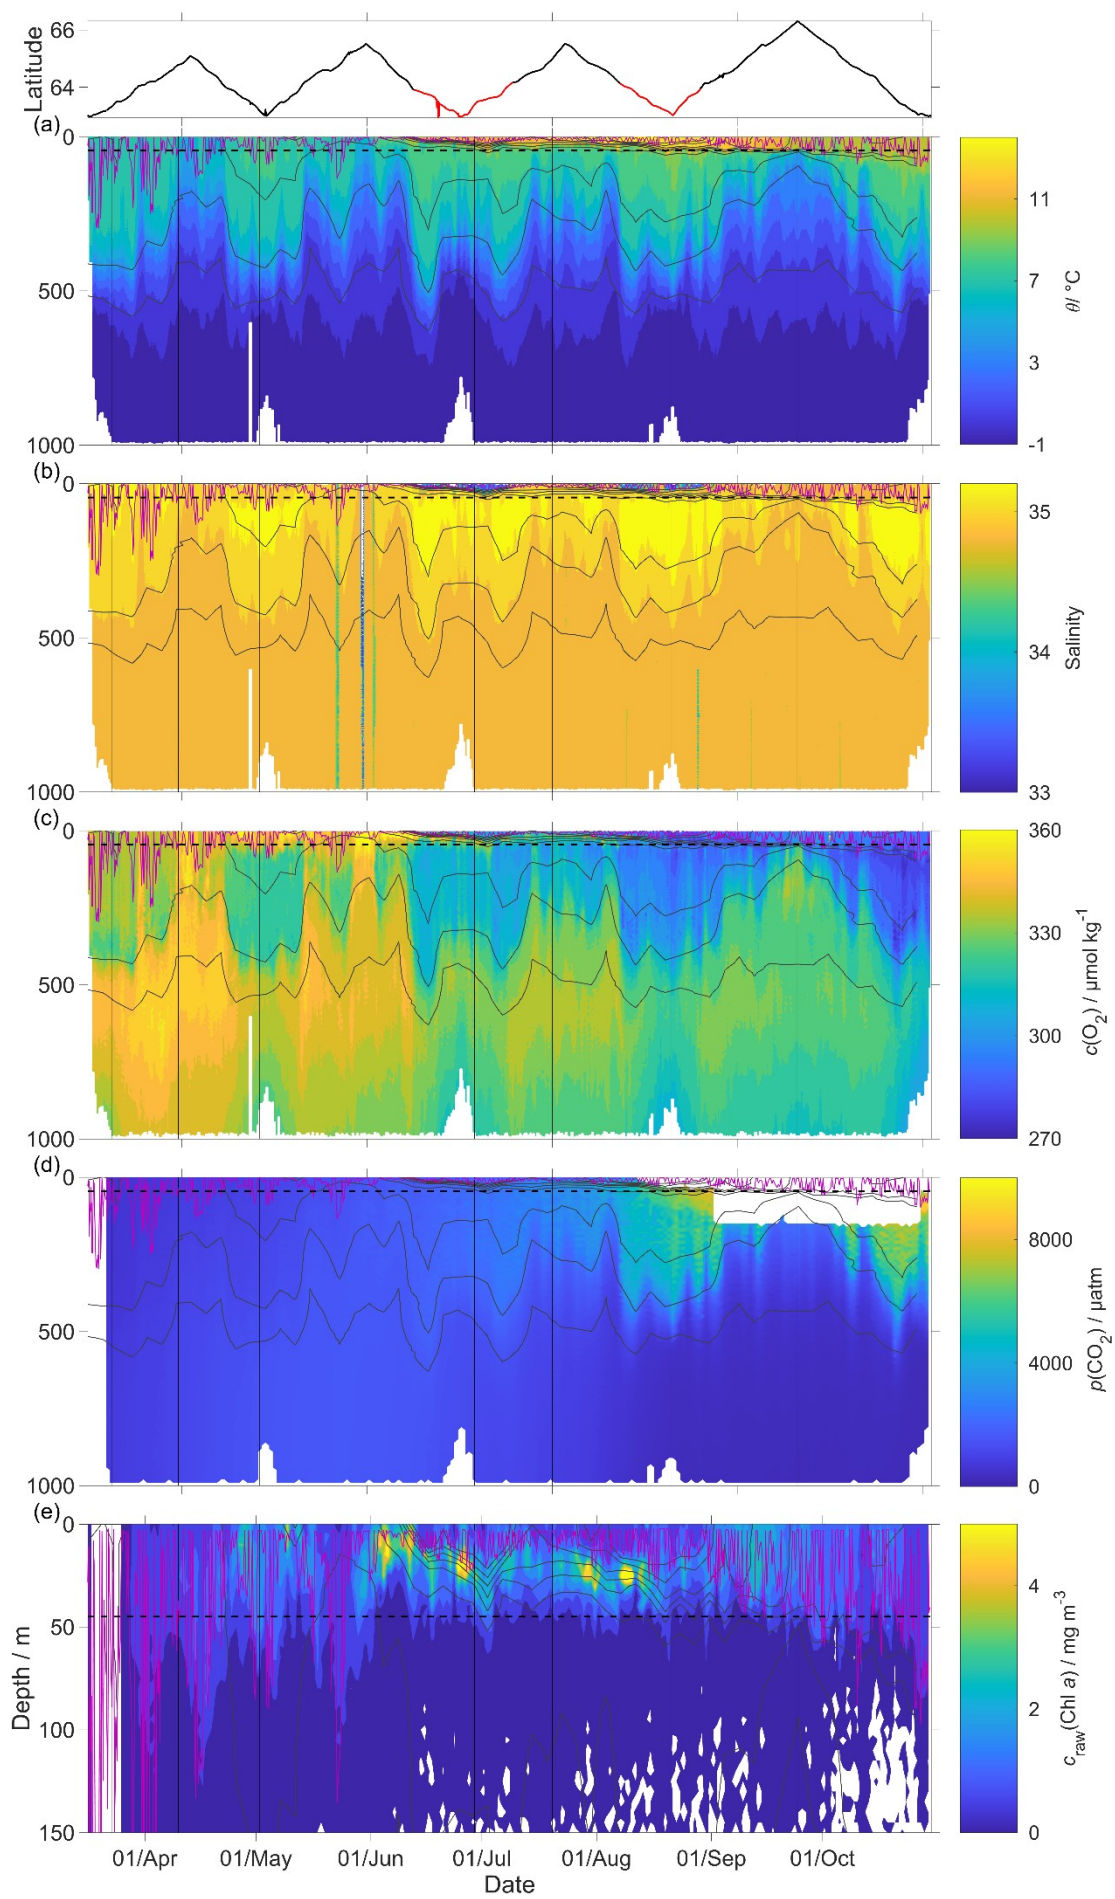 66
64
Latitude
(a)
0
500
1000
11
7
3
-1
θ/ °C
(b)
0
500
1000
35
34
33
Salinity
(c)
0
500
1000
360
330
300
270
c(O₂) / µmol kg⁻¹
(d)
0
500
1000
8000
4000
0
p(CO₂) / µatm
(e)
0
50
100
150
Depth / m
4
2
0
c_raw(Chl a) / mg m⁻³
01/Apr 01/May 01/Jun 01/Jul 01/Aug 01/Sep 01/Oct
Date